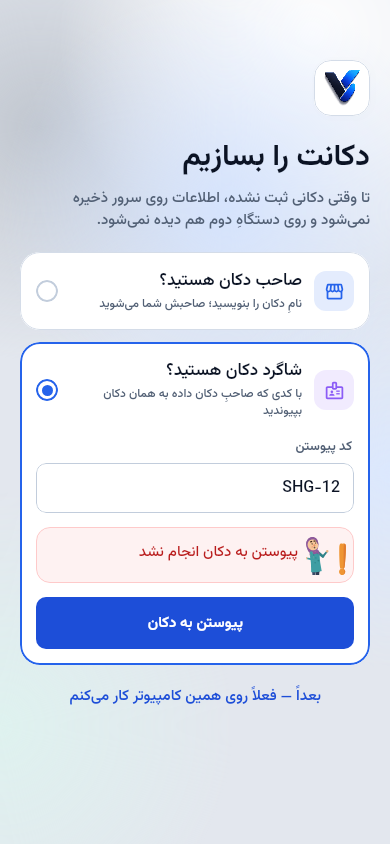 دکانت را بسازیم
تا وقتی دکانی ثبت نشده، اطلاعات روی سرور ذخیره
نمی‌شود و روی دستگاهِ دوم هم دیده نمی‌شود.
صاحب دکان هستید؟
نامِ دکان را بنویسید؛ صاحبش شما می‌شوید
شاگرد دکان هستید؟
با کدی که صاحبِ دکان داده به همان دکان
بپیوندید
کد پیوستن
SHG-12
پیوستن به دکان انجام نشد
پیوستن به دکان
بعداً — فعلاً روی همین کامپیوتر کار می‌کنم